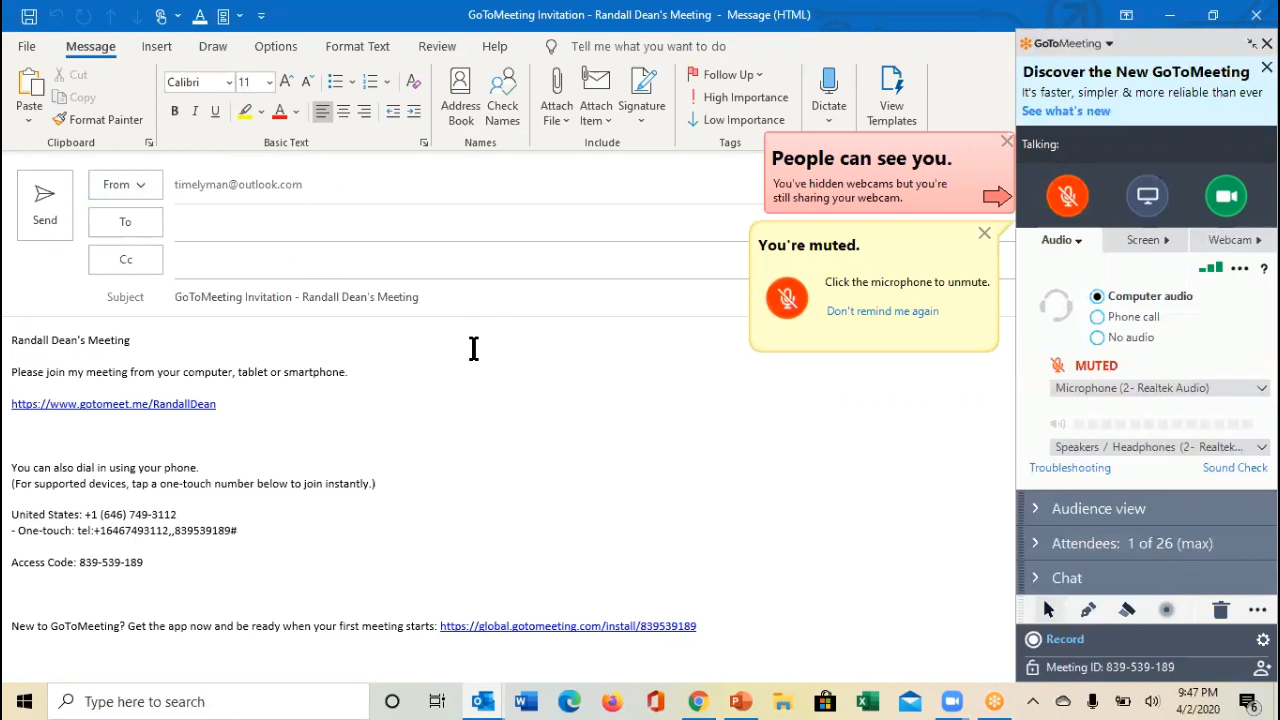 GoToMeeting Invitation - Randall Dean's Meeting - Message (HTML)
File Message Insert Draw Options Format Text Review Help Tell me what you want to do
Paste
Cut
Copy
Format Painter
Clipboard
Calibri 11
B I U A
Basic Text
Address Book
Check Names
Names
Attach File
Attach Item
Signature
Include
Follow Up
High Importance
Low Importance
Tags
Dictate
View Templates
Send
From timelyman@outlook.com
To
Cc
Subject GoToMeeting Invitation - Randall Dean's Meeting
Randall Dean's Meeting
Please join my meeting from your computer, tablet or smartphone.
https://www.gotomeet.me/RandallDean
You can also dial in using your phone.
(For supported devices, tap a one-touch number below to join instantly.)
United States: +1 (646) 749-3112
- One-touch: tel:+16467493112,,839539189#
Access Code: 839-539-189
New to GoToMeeting? Get the app now and be ready when your first meeting starts: https://global.gotomeeting.com/install/839539189
People can see you.
You've hidden webcams but you're
still sharing your webcam.
You're muted.
Click the microphone to unmute.
Don't remind me again
GoToMeeting
Discover the New GoToMeeting
It's faster, simpler & more reliable than ever
See what's new
Talking:
Audio Screen Webcam
?
Computer audio
Phone call
No audio
MUTED
Microphone (2- Realtek Audio)
Speakers / Headphones (2- Realtek...
Troubleshooting Sound Check
Audience view
Attendees: 1 of 26 (max)
Chat
Record
Meeting ID: 839-539-189
Type here to search
9:47 PM
4/2/2020
6